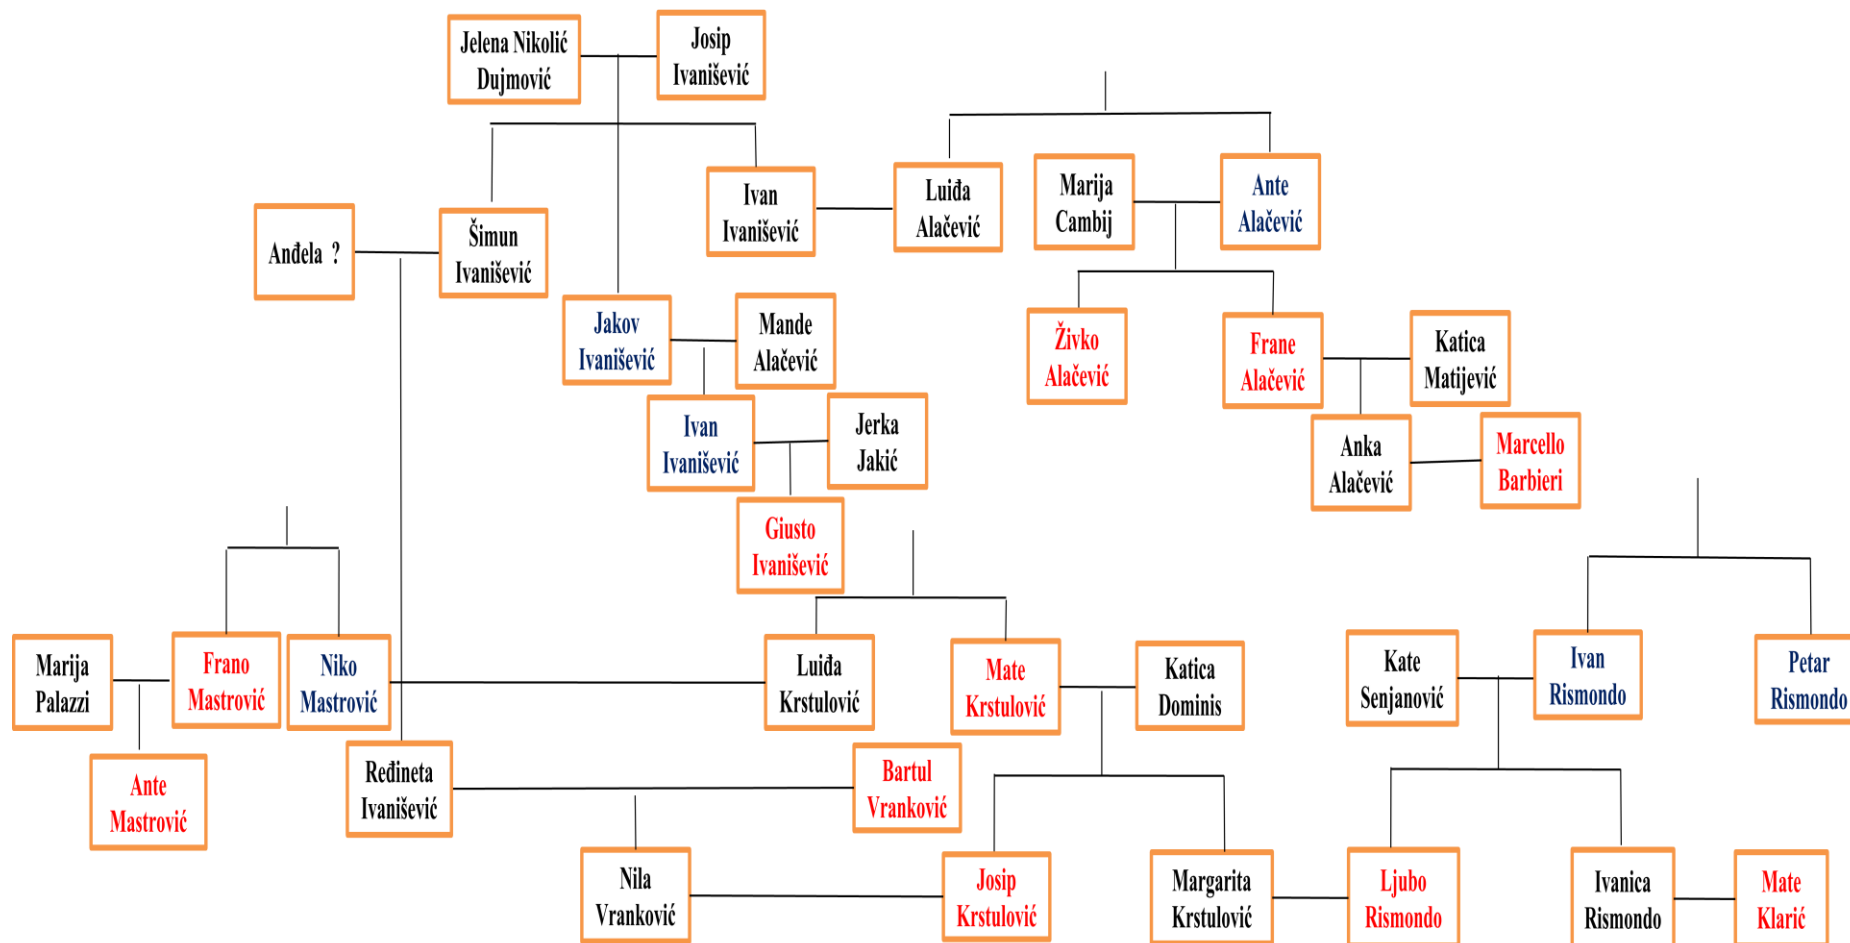 Jelena Nikolić
Dujmović
Josip
Ivanišević
Ivan
Ivanišević
Luiđa
Alačević
Marija
Cambij
Ante
Alačević
Anđela ?
Šimun
Ivanišević
Jakov
Ivanišević
Mande
Alačević
Živko
Alačević
Frane
Alačević
Katica
Matijević
Ivan
Ivanišević
Jerka
Jakić
Anka
Alačević
Marcello
Barbieri
Giusto
Ivanišević
Marija
Palazzi
Frano
Mastrović
Niko
Mastrović
Luiđa
Krstulović
Mate
Krstulović
Katica
Dominis
Kate
Senjanović
Ivan
Rismondo
Petar
Rismondo
Ante
Mastrović
Ređineta
Ivanišević
Bartul
Vranković
Nila
Vranković
Josip
Krstulović
Margarita
Krstulović
Ljubo
Rismondo
Ivanica
Rismondo
Mate
Klarić